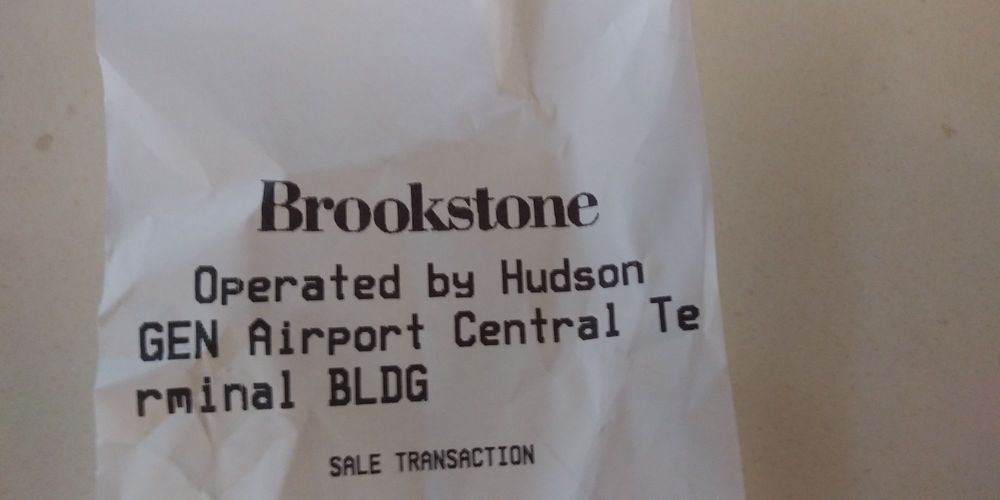 Brookstone
Operated by Hudson
GEN Airport Central Te
rminal BLDG
SALE TRANSACTION